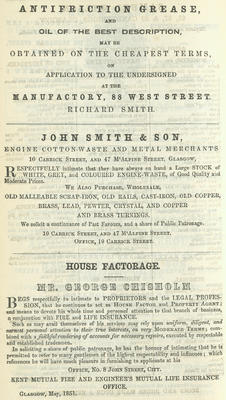 ANTIFRICTION GREASE,
AND
OIL OF THE BEST DESCRIPTION,
MAY BE
OBTAINED ON THE CHEAPEST TERMS,
ON
APPLICATION TO THE UNDERSIGNED
AT THE
MANUFACTORY, 88 WEST STREET.
RICHARD SMITH.
JOHN SMITH & SON,
ENGINE COTTON-WASTE AND METAL MERCHANTS
10 CARRICK STREET, AND 47 M'ALPINE STREET, GLASGOW,
RESPECTFULLY intimate that they have always on hand a Large STOCK of
WHITE, GREY, and COLOURED ENGINE-WASTE, of Good Quality and
Moderate Prices.
WE ALSO PURCHASE, WHOLESALE,
OLD MALLEABLE SCRAP-IRON, OLD RAILS, CAST-IRON, OLD COPPER,
BRASS, LEAD, PEWTER, CRYSTAL, AND COPPER
AND BRASS TURNINGS.
We solicit a continuance of Past Favours, and a share of Public Patronage.
10 CARRICK STREET, AND 47 M'ALPINE STREET.
OFFICE, 10 CARRICK STREET.
HOUSE FACTORAGE.
MR. GEORGE CHISHOLM
BEGS respectfully to intimate to PROPRIETORS and the LEGAL PROFES-
SION, that he continues to act as HOUSE FACTOR and PROPERTY AGENT;
and means to devote his whole time and personal attention to that branch of business,
in conjunction with FIRE and LIFE INSURANCE.
Such as may avail themselves of his services may rely upon uniform, diligent, and
earnest personal attention to their true interests, on very MODERATE TERMS; com-
bined with a faithful rendering of accounts for necessary repairs, executed by respectable
and established tradesmen.
In soliciting a share of public patronage, he has the honour of intimating that he is
permitted to refer to many gentlemen of the highest respectability and influence; which
references he will have much pleasure in furnishing to applicants at his
OFFICE, No. 8 JOHN STREET, CITY.
KENT MUTUAL FIRE AND ENGINEER'S MUTUAL LIFE INSURANCE
OFFICE.
GLASGOW, May, 1851.